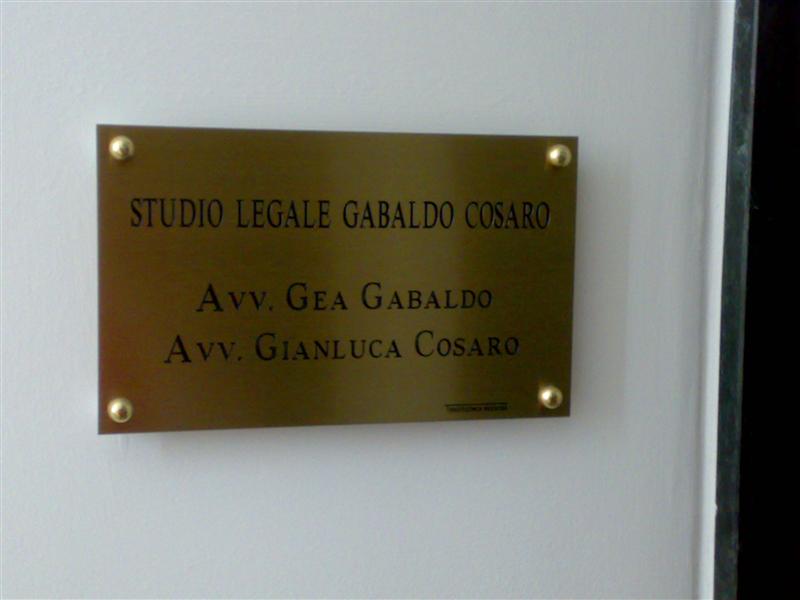 STUDIO LEGALE GABALDO COSARO
AVV. GEA GABALDO
AVV. GIANLUCA COSARO